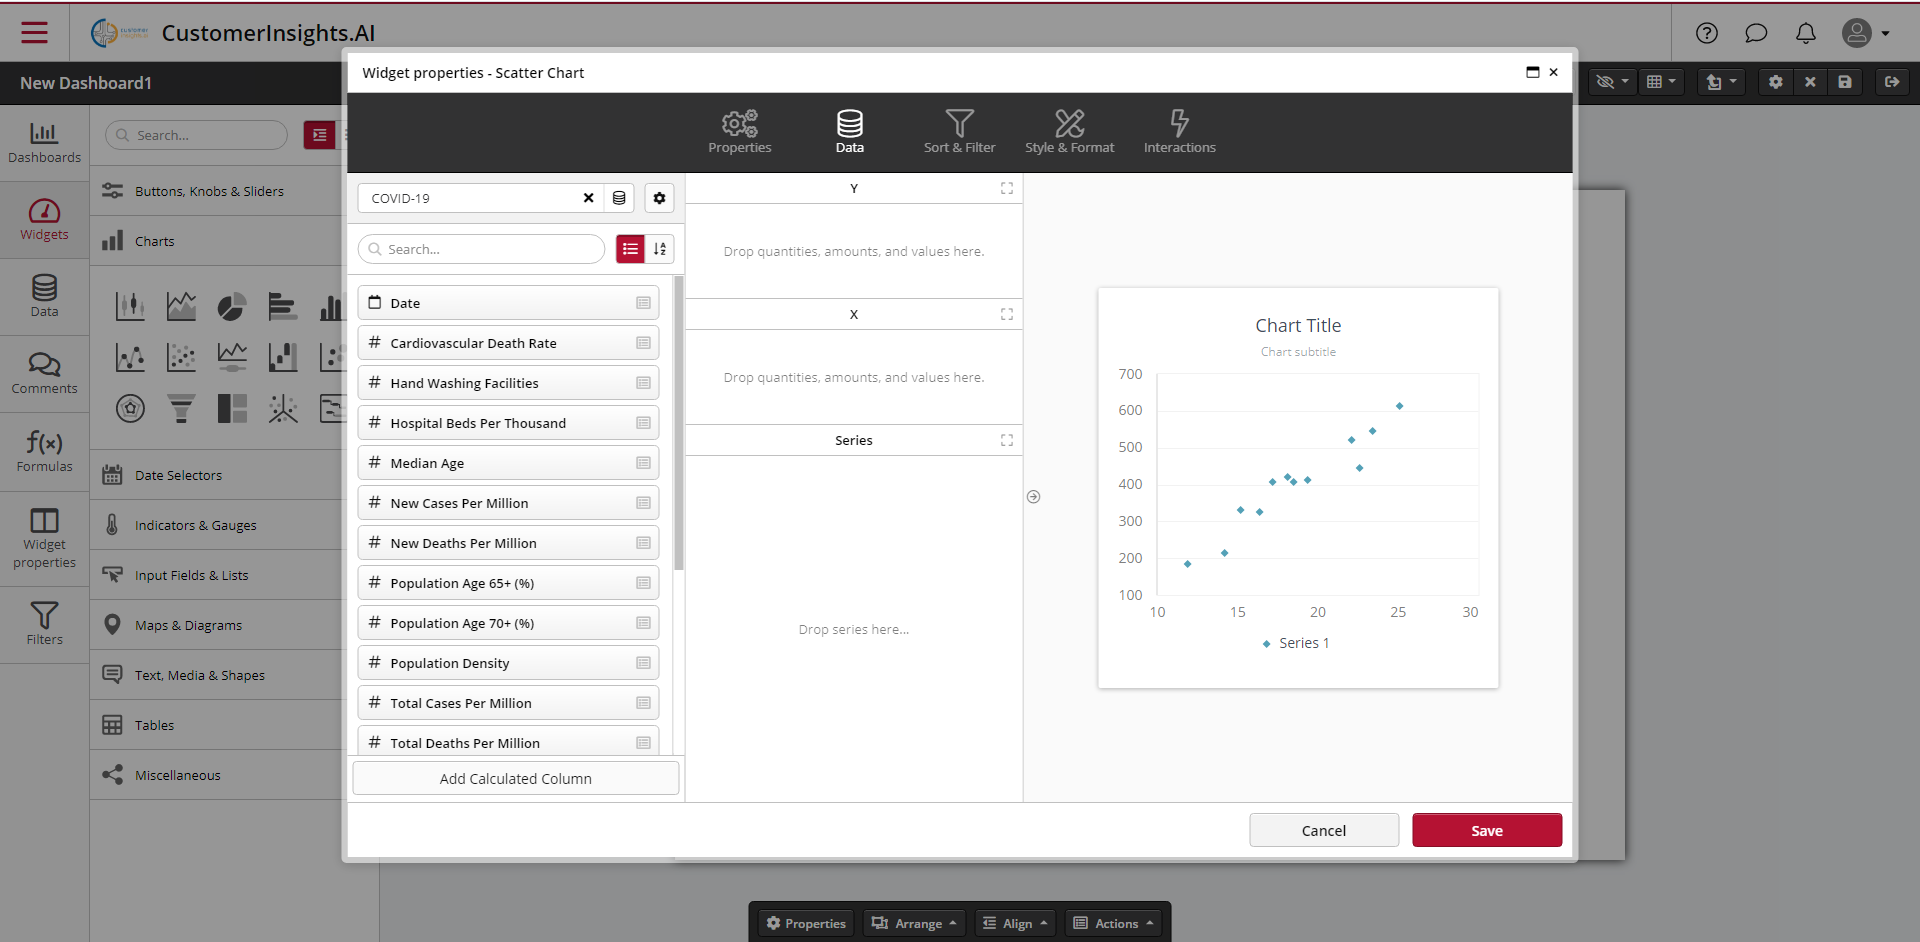 CustomerInsights.AI
New Dashboard1
Widget properties - Scatter Chart
Properties
Data
Sort & Filter
Style & Format
Interactions
Dashboards
Widgets
Data
Comments
f(x)
Formulas
Widget
properties
Filters
Search...
Buttons, Knobs & Sliders
Charts
Date Selectors
Indicators & Gauges
Input Fields & Lists
Maps & Diagrams
Text, Media & Shapes
Tables
Miscellaneous
COVID-19
Search...
Date
# Cardiovascular Death Rate
# Hand Washing Facilities
# Hospital Beds Per Thousand
# Median Age
# New Cases Per Million
# New Deaths Per Million
# Population Age 65+ (%)
# Population Age 70+ (%)
# Population Density
# Total Cases Per Million
# Total Deaths Per Million
Add Calculated Column
Y
Drop quantities, amounts, and values here.
X
Drop quantities, amounts, and values here.
Series
Drop series here...
Chart Title
Chart subtitle
700
600
500
400
300
200
100
10 15 20 25 30
Series 1
Cancel
Save
Properties
Arrange
Align
Actions